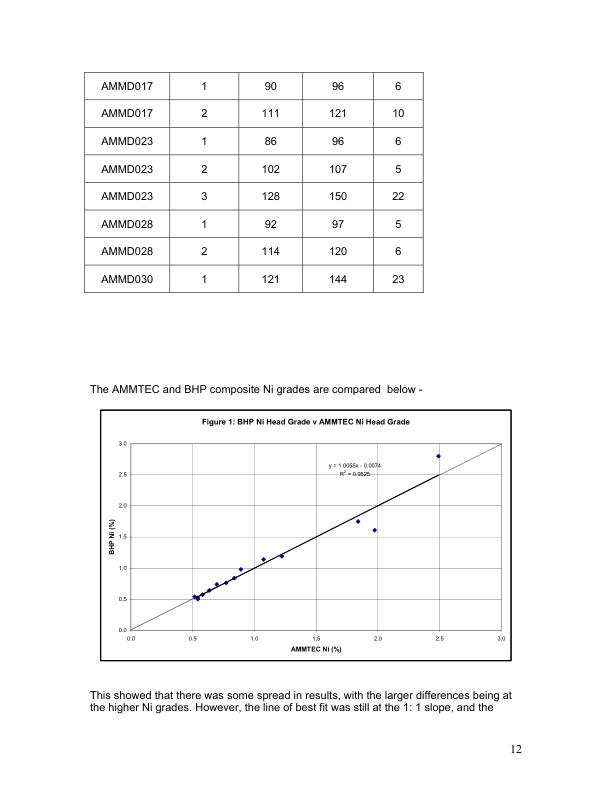 AMMD017 1 90 96 6
AMMD017 2 111 121 10
AMMD023 1 86 96 6
AMMD023 2 102 107 5
AMMD023 3 128 150 22
AMMD028 1 92 97 5
AMMD028 2 114 120 6
AMMD030 1 121 144 23
The AMMTEC and BHP composite Ni grades are compared below -
Figure 1: BHP Ni Head Grade v AMMTEC Ni Head Grade
3.0
y = 1.0055x - 0.0074
R² = 0.9525
2.5
2.0
1.5
1.0
0.5
0.0
BHP Ni (%)
0.0 0.5 1.0 1.5 2.0 2.5 3.0
AMMTEC Ni (%)
This showed that there was some spread in results, with the larger differences being at
the higher Ni grades. However, the line of best fit was still at the 1: 1 slope, and the
12